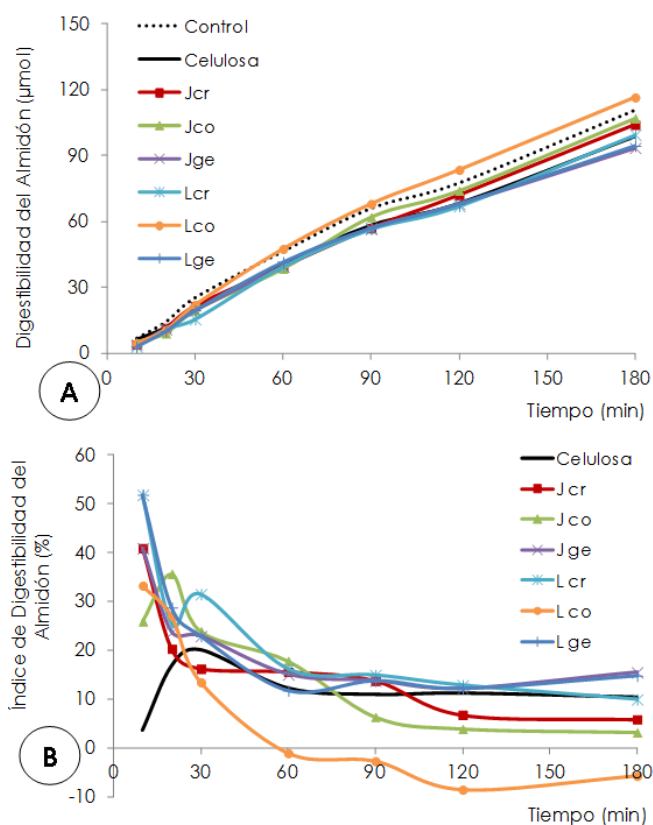 150
120
90
60
30
0
Digestibilidad del Almidón (µmol)
Control
Celulosa
Jcr
Jco
Jge
Lcr
Lco
Lge
0
30
60
90
120
150
180
Tiempo (min)
A
60
50
40
30
20
10
0
-10
Índice de Digestibilidad del
Almidón (%)
Celulosa
Jcr
Jco
Jge
Lcr
Lco
Lge
0
30
60
90
120
150
180
Tiempo (min)
B